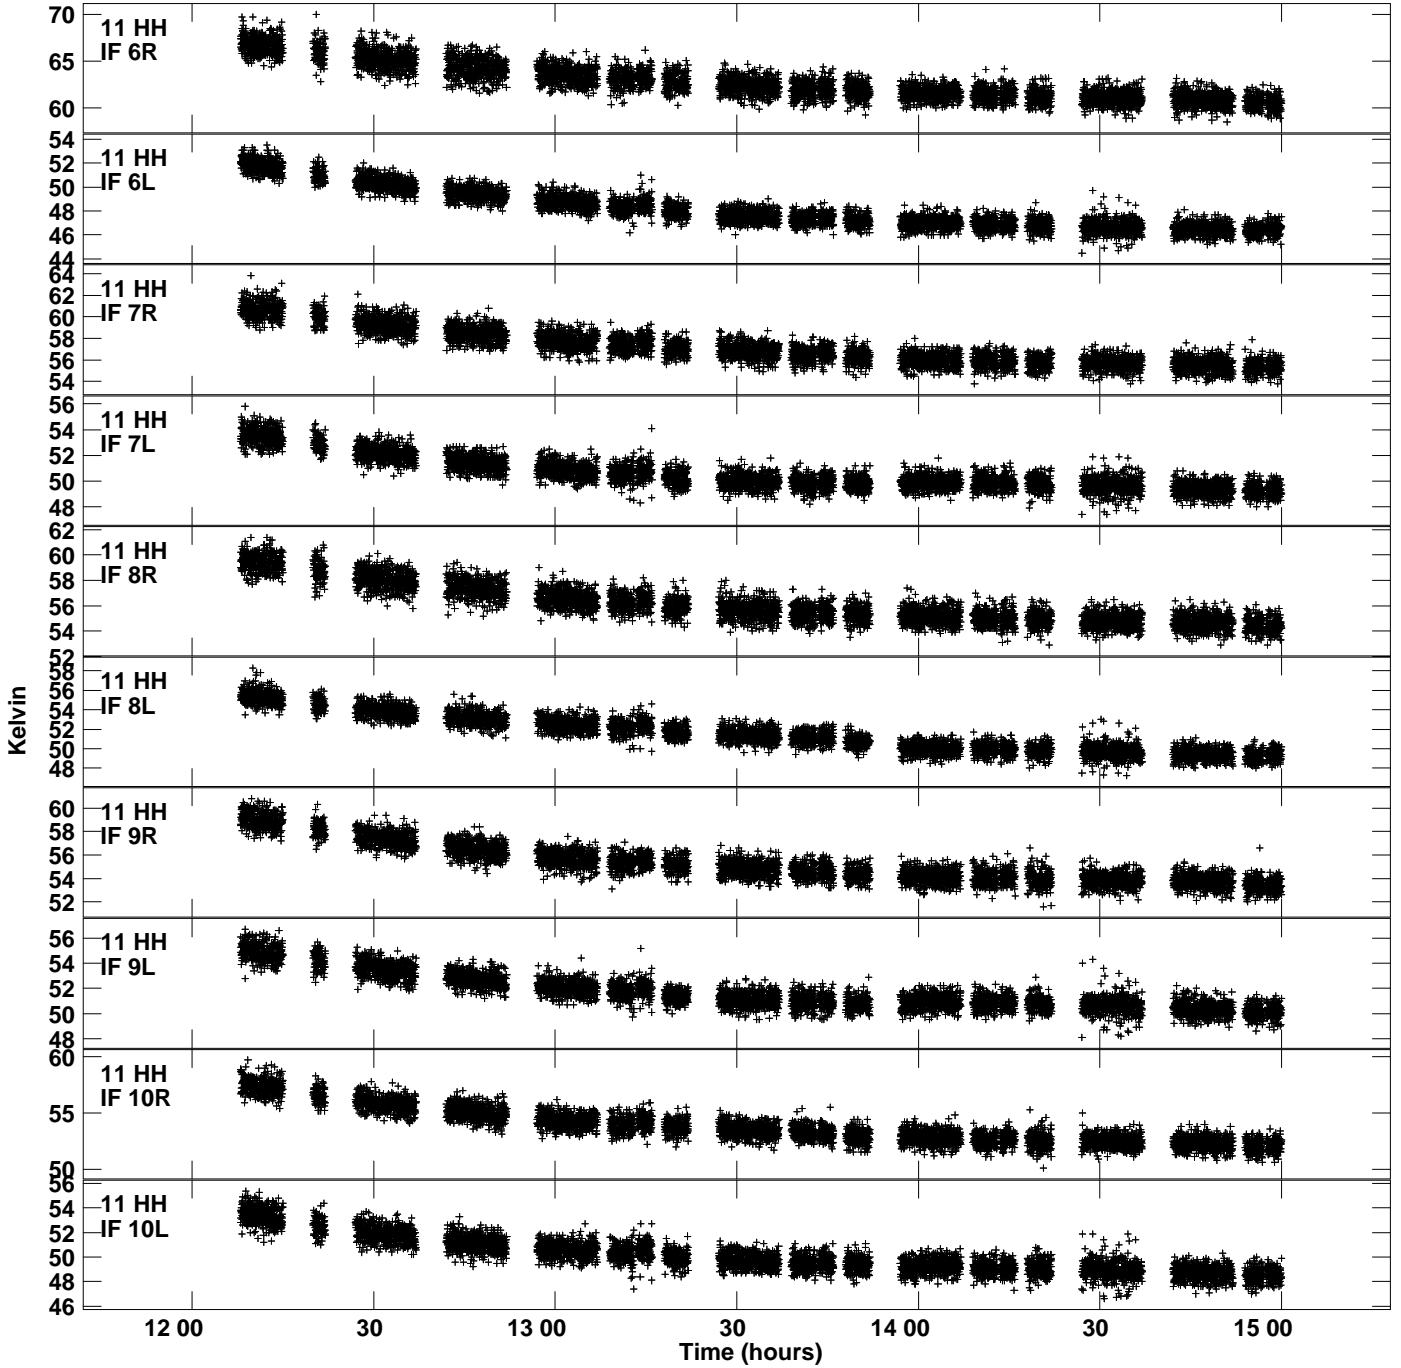 11 HH
IF 6R
70
65
60
11 HH
IF 6L
54
52
50
48
46
44
11 HH
IF 7R
64
62
60
58
56
54
11 HH
IF 7L
56
54
52
50
48
11 HH
IF 8R
62
60
58
56
54
52
11 HH
IF 8L
58
56
54
52
50
48
11 HH
IF 9R
60
58
56
54
52
11 HH
IF 9L
56
54
52
50
48
11 HH
IF 10R
60
55
50
11 HH
IF 10L
56
54
52
50
48
46
Kelvin
12 00 30 13 00 30 14 00 30 15 00
Time (hours)